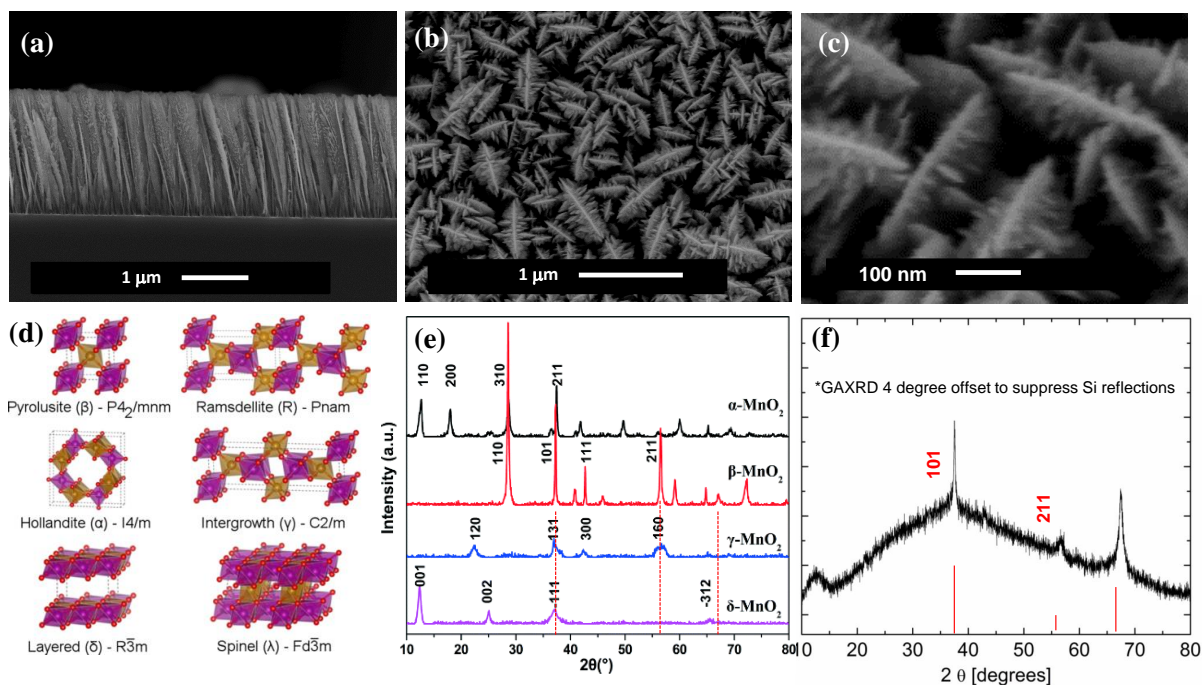 (a)
1 μm
(b)
1 μm
(c)
100 nm
(d)
Pyrolusite (β) - P4₂/mnm
Ramsdellite (R) - Pnam
Hollandite (α) - I4/m
Intergrowth (γ) - C2/m
Layered (δ) - R3̅m
Spinel (λ) - Fd3̅m
(e)
Intensity (a.u.)
110
200
310
211
α-MnO₂
110
101
111
211
β-MnO₂
120
131
300
160
γ-MnO₂
001
002
111
-312
δ-MnO₂
10 20 30 40 50 60 70 80
2θ(°)
(f)
*GAXRD 4 degree offset to suppress Si reflections
101
211
10 20 30 40 50 60 70 80
2 θ [degrees]